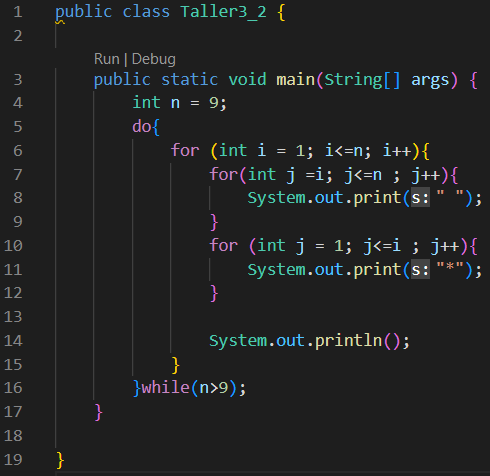 1 public class Taller3_2 {
2
Run | Debug
3 public static void main(String[] args) {
4 int n = 9;
5 do{
6 for (int i = 1; i<=n; i++){
7 for(int j =i; j<=n ; j++){
8 System.out.print(s:" ");
9 }
10 for (int j = 1; j<=i ; j++){
11 System.out.print(s:"*");
12 }
13
14 System.out.println();
15 }
16 }while(n>9);
17 }
18
19 }